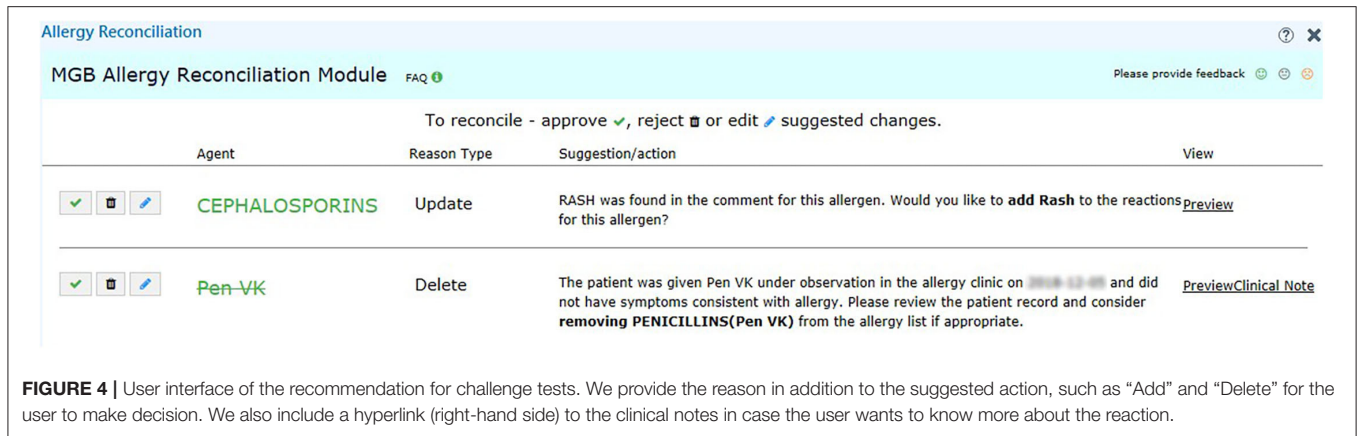 Allergy Reconciliation
MGB Allergy Reconciliation Module FAQ
Please provide feedback
To reconcile - approve ✓, reject or edit suggested changes.
Agent Reason Type Suggestion/action View
CEPHALOSPORINS Update RASH was found in the comment for this allergen. Would you like to add Rash to the reactions Preview
for this allergen?
Pen VK Delete The patient was given Pen VK under observation in the allergy clinic on and did PreviewClinical Note
not have symptoms consistent with allergy. Please review the patient record and consider
removing PENICILLINS(Pen VK) from the allergy list if appropriate.
FIGURE 4 | User interface of the recommendation for challenge tests. We provide the reason in addition to the suggested action, such as “Add” and “Delete” for the
user to make decision. We also include a hyperlink (right-hand side) to the clinical notes in case the user wants to know more about the reaction.